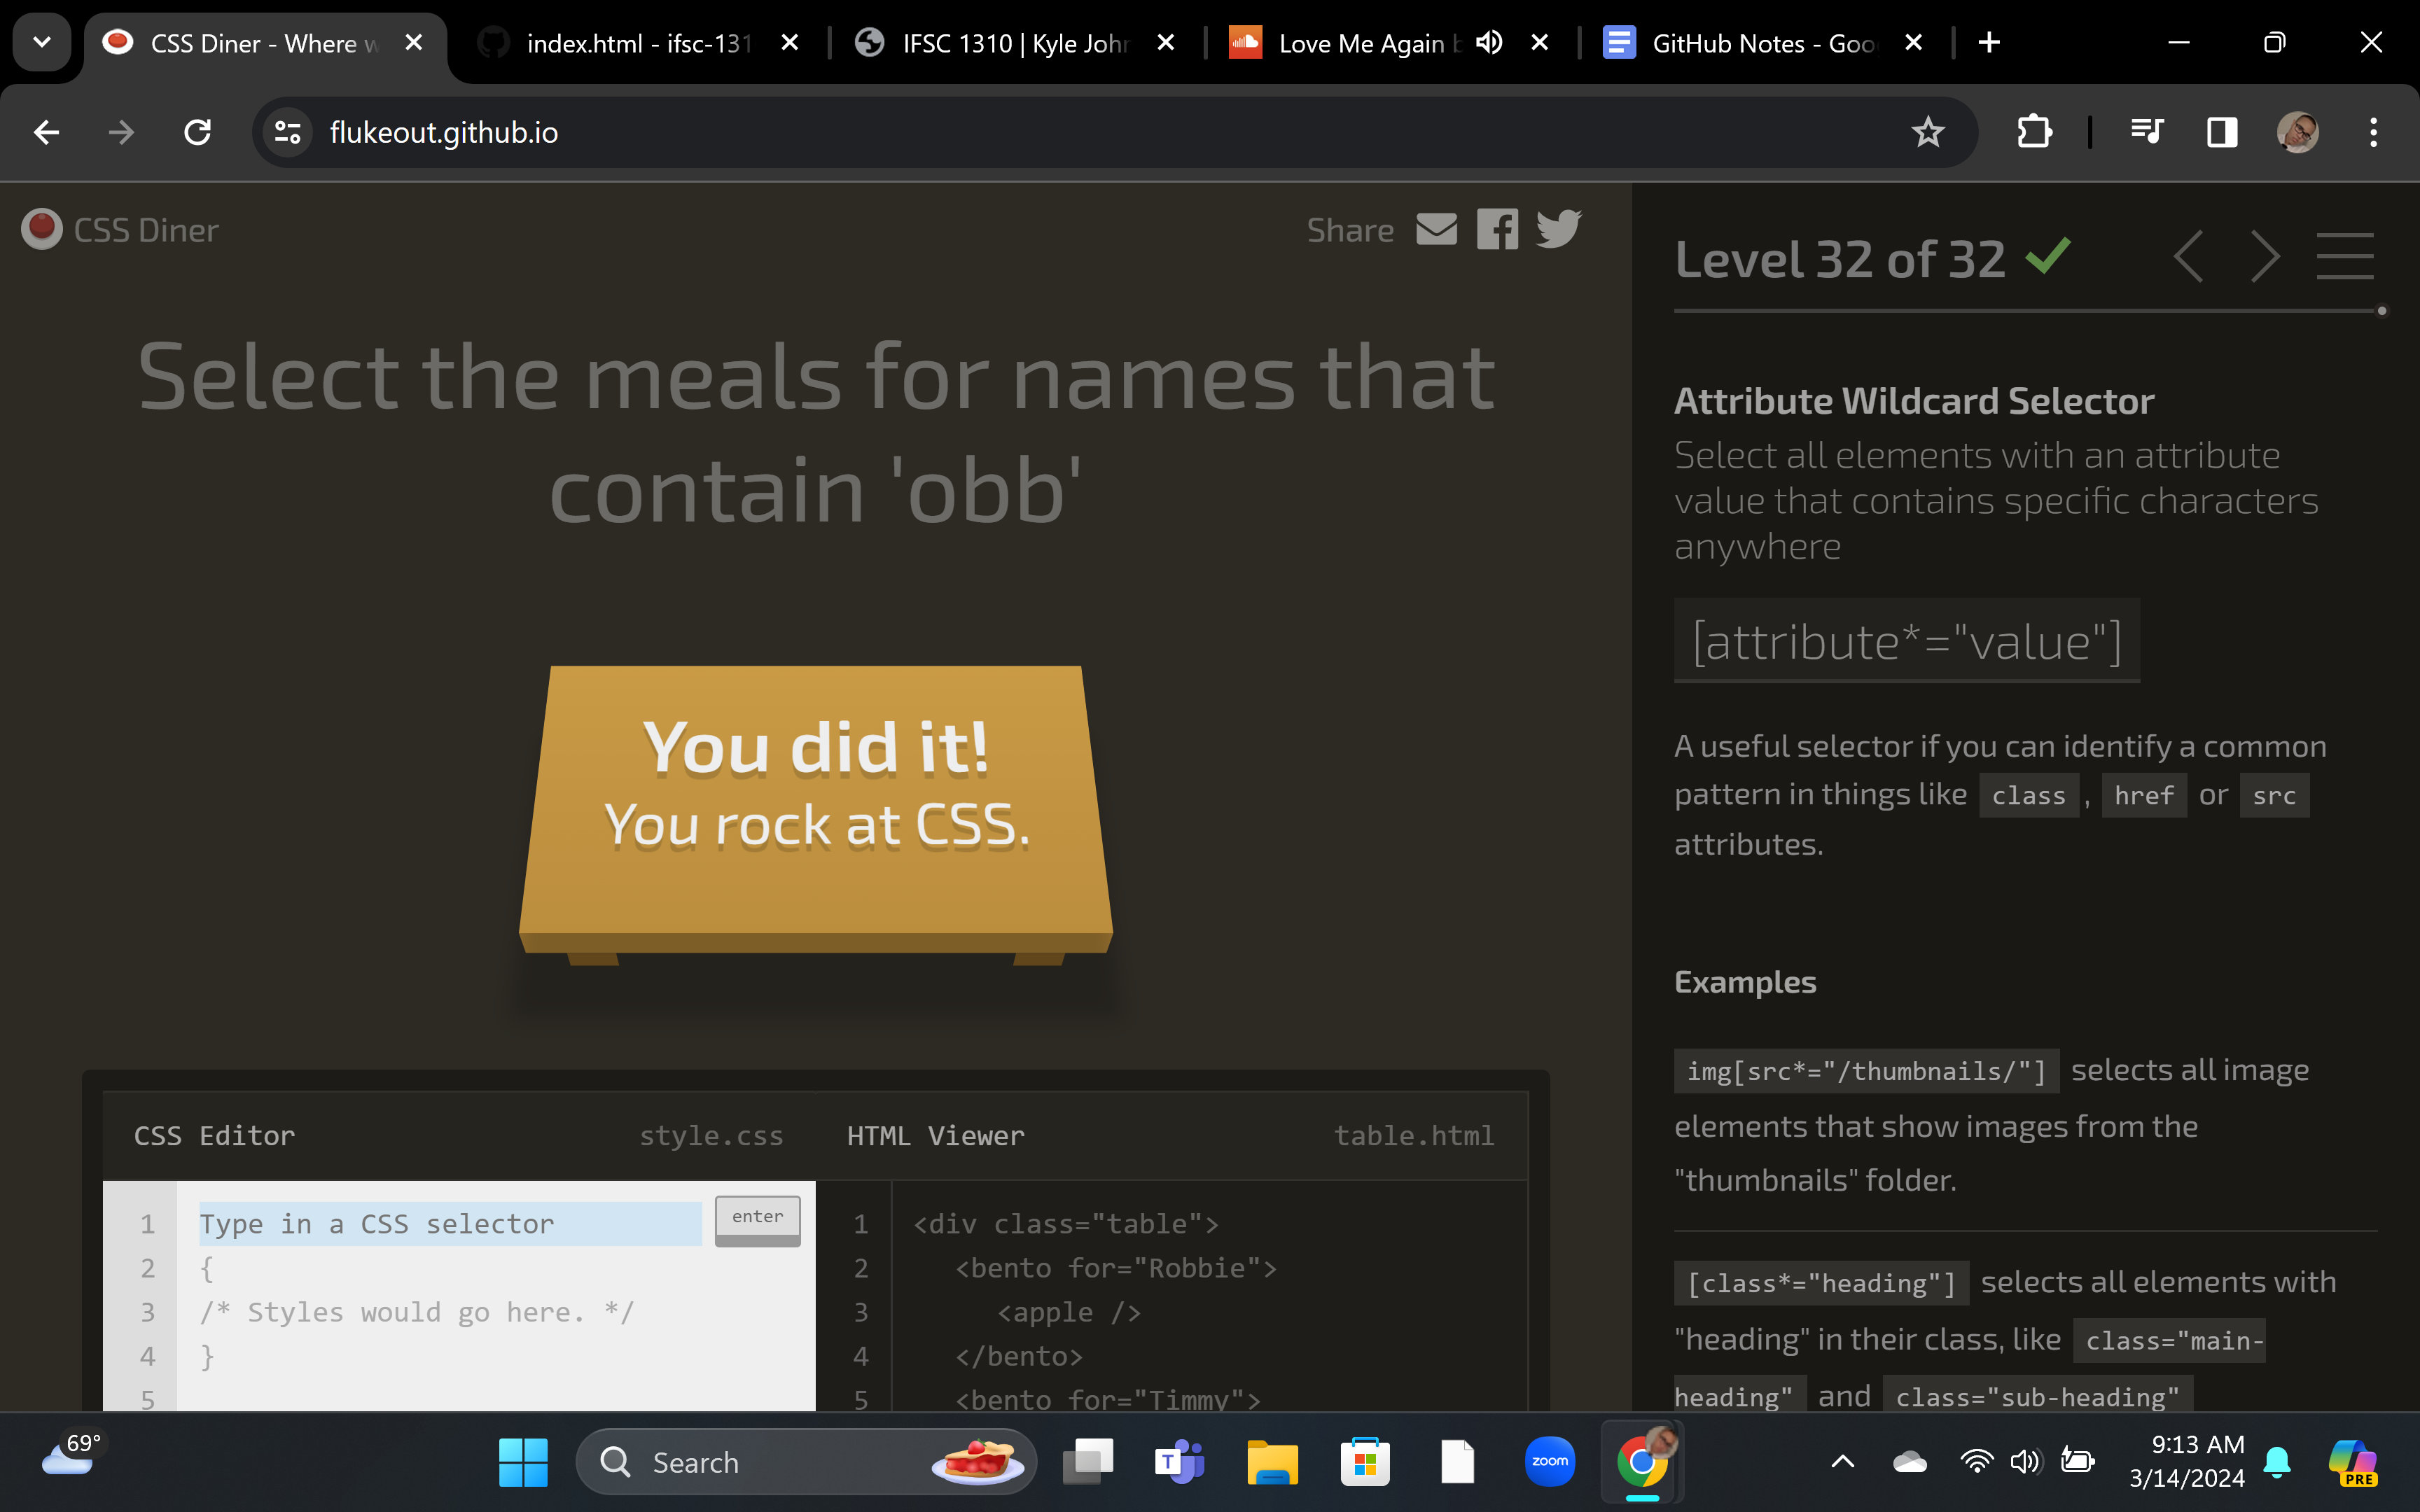 CSS Diner - Where w
index.html - ifsc-131
IFSC 1310 | Kyle Johr
Love Me Again b
GitHub Notes - Goo
flukeout.github.io
CSS Diner
Share
Select the meals for names that
contain 'obb'
You did it!
You rock at CSS.
CSS Editor
style.css
HTML Viewer
table.html
1 Type in a CSS selector
enter
2 {
3 /* Styles would go here. */
4 }
5
1 <div class="table">
2 <bento for="Robbie">
3 <apple />
4 </bento>
5 <bento for="Timmy">
Level 32 of 32
Attribute Wildcard Selector
Select all elements with an attribute
value that contains specific characters
anywhere
[attribute*="value"]
A useful selector if you can identify a common
pattern in things like class , href or src
attributes.
Examples
img[src*="/thumbnails/"] selects all image
elements that show images from the
"thumbnails" folder.
[class*="heading"] selects all elements with
"heading" in their class, like class="main-
heading" and class="sub-heading"
69°
Search
T
zoom
9:13 AM
3/14/2024
PRE